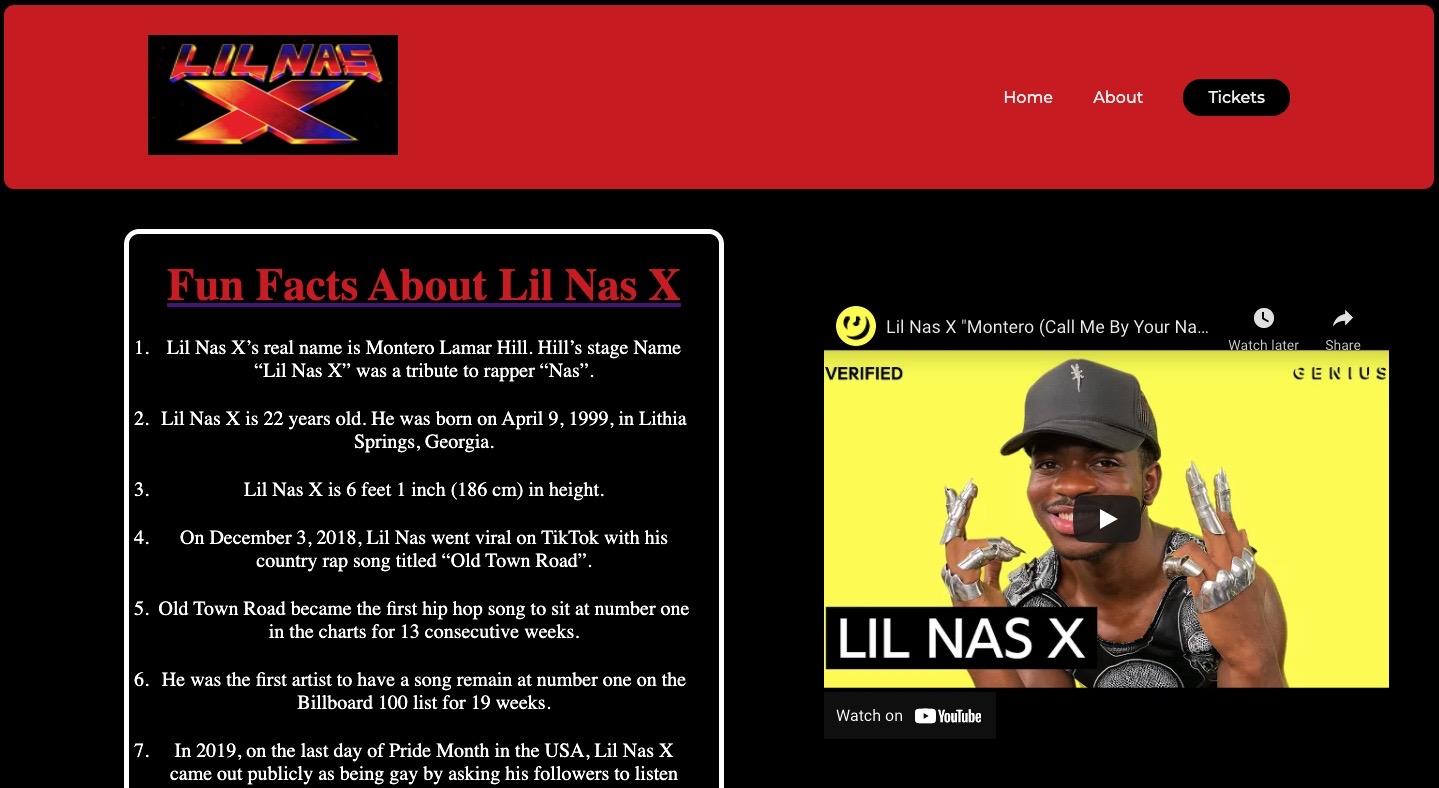 LIL NAS
X
Home About Tickets
Fun Facts About Lil Nas X
1. Lil Nas X’s real name is Montero Lamar Hill. Hill’s stage Name
“Lil Nas X” was a tribute to rapper “Nas”.
2. Lil Nas X is 22 years old. He was born on April 9, 1999, in Lithia
Springs, Georgia.
3. Lil Nas X is 6 feet 1 inch (186 cm) in height.
4. On December 3, 2018, Lil Nas went viral on TikTok with his
country rap song titled “Old Town Road”.
5. Old Town Road became the first hip hop song to sit at number one
in the charts for 13 consecutive weeks.
6. He was the first artist to have a song remain at number one on the
Billboard 100 list for 19 weeks.
7. In 2019, on the last day of Pride Month in the USA, Lil Nas X
came out publicly as being gay by asking his followers to listen
Lil Nas X "Montero (Call Me By Your Na...
Watch later Share
VERIFIED GENIUS
LIL NAS X
Watch on YouTube